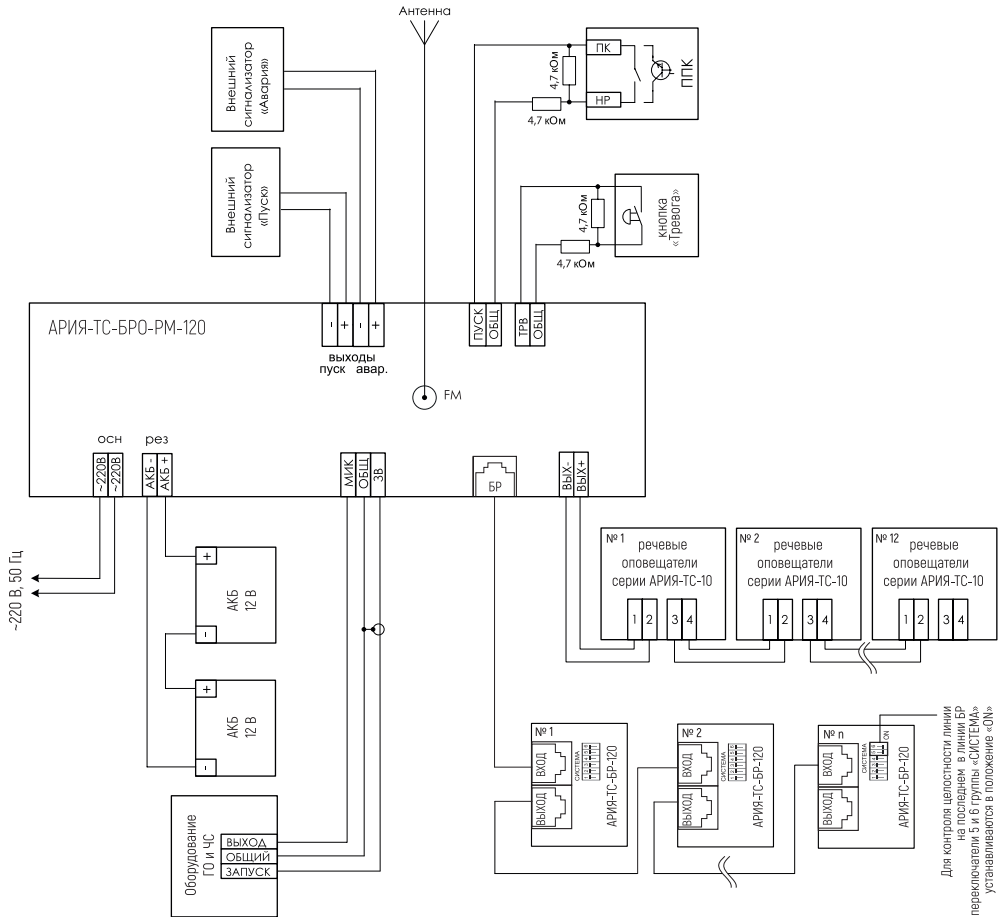 Антенна
Внешний
сигнализатор
«Авария»
Внешний
сигнализатор
«Пуск»
ПК
НР
ППК
4,7 кОм
4,7 кОм
кнопка
«Тревога»
4,7 кОм
4,7 кОм
АРИЯ-ТС-БРО-РМ-120
- + - +
выходы
пуск авар.
FM
ПУСК
ОБЩ
ТРВ
ОБЩ
осн
рез
~220В
~220В
АКБ -
АКБ +
МИК
ОБЩ
ЗВ
БР
ВЫХ-
ВЫХ+
~220 В, 50 Гц
+
АКБ
12 В
-
+
АКБ
12 В
-
Оборудование
ГО и ЧС
ВЫХОД
ОБЩИЙ
ЗАПУСК
№ 1
речевые
оповещатели
серии АРИЯ-ТС-10
1 2 3 4
№ 2
речевые
оповещатели
серии АРИЯ-ТС-10
1 2 3 4
№ 12
речевые
оповещатели
серии АРИЯ-ТС-10
1 2 3 4
№ 1
ВХОД
ВЫХОД
СИСТЕМА
АРИЯ-ТС-БР-120
№ 2
ВХОД
ВЫХОД
СИСТЕМА
АРИЯ-ТС-БР-120
№ n
ВХОД
ВЫХОД
СИСТЕМА
ON
АРИЯ-ТС-БР-120
Для контроля целостности линии
на последнем в линии БР
переключатели 5 и 6 группы «СИСТЕМА»
устанавливаются в положение «ON»